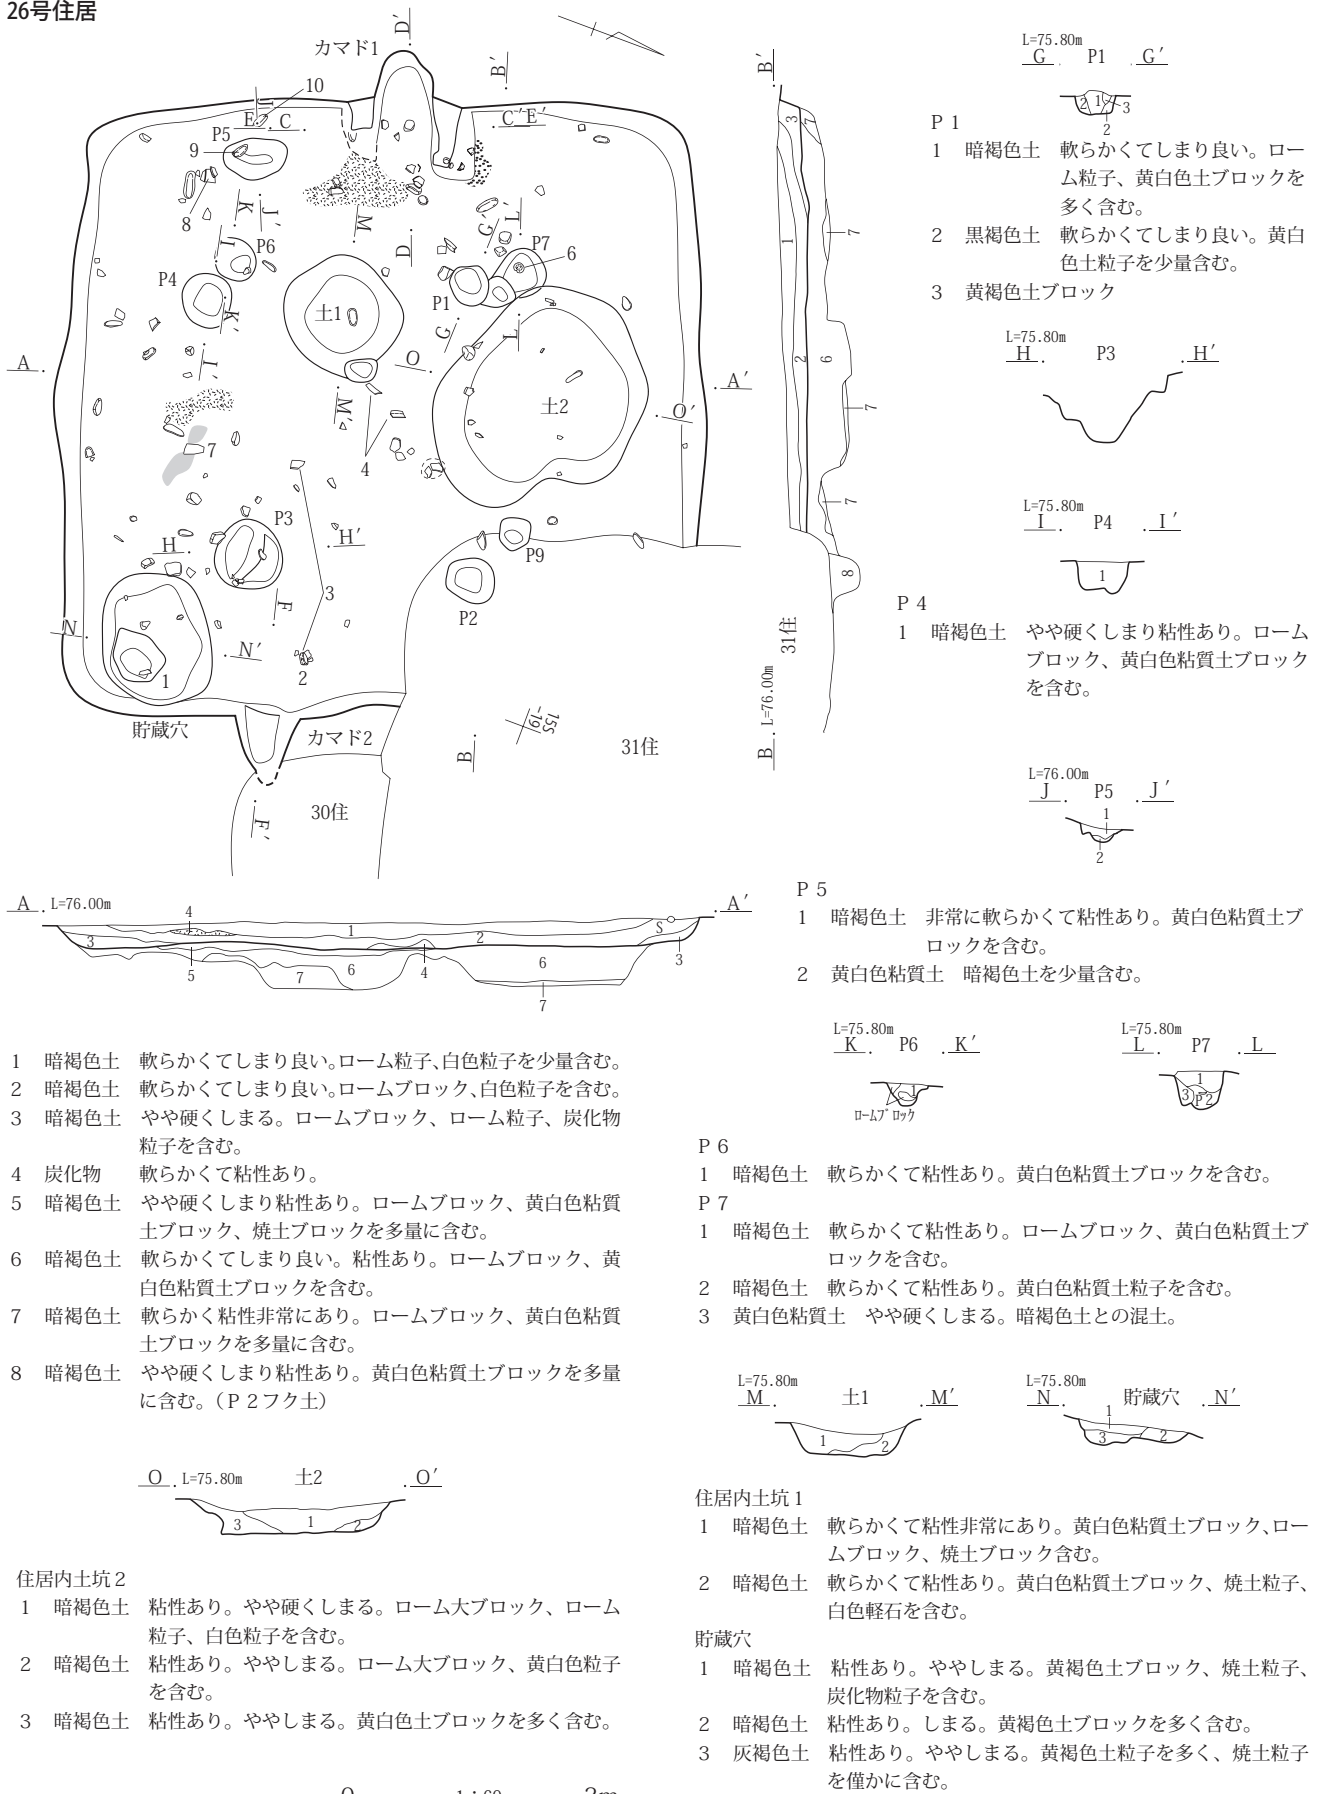 26号住居
カマド1
D′
B′
10
E
C
J
C′
E′
P5
9
8
K
J′
I
P6
P4
K′
I′
M
D
G′
L′
P7
6
P1
土1
G
L
O
A
A′
M′
土2
O′
7
4
P3
H
H′
P9
F
3
P2
N
N′
1
2
貯蔵穴
カマド2
15S
-19
B
31住
30住
F′
B′
3
7
1
7
2
6
7
7
8
31住
B L=76.00m
A L=76.00m
A′
4
1
3
2
S
5
7
6
4
6
3
7
1 暗褐色土 軟らかくてしまり良い。ローム粒子、白色粒子を少量含む。
2 暗褐色土 軟らかくてしまり良い。ロームブロック、白色粒子を含む。
3 暗褐色土 やや硬くしまる。ロームブロック、ローム粒子、炭化物
粒子を含む。
4 炭化物 軟らかくて粘性あり。
5 暗褐色土 やや硬くしまり粘性あり。ロームブロック、黄白色粘質
土ブロック、焼土ブロックを多量に含む。
6 暗褐色土 軟らかくてしまり良い。粘性あり。ロームブロック、黄
白色粘質土ブロックを含む。
7 暗褐色土 軟らかく粘性非常にあり。ロームブロック、黄白色粘質
土ブロックを多量に含む。
8 暗褐色土 やや硬くしまり粘性あり。黄白色粘質土ブロックを多量
に含む。(P2フク土)
O L=75.80m 土2 O′
3 1 2
住居内土坑2
1 暗褐色土 粘性あり。やや硬くしまる。ローム大ブロック、ローム
粒子、白色粒子を含む。
2 暗褐色土 粘性あり。ややしまる。ローム大ブロック、黄白色粒子
を含む。
3 暗褐色土 粘性あり。ややしまる。黄白色土ブロックを多く含む。
L=75.80m
G P1 G′
2 1 3
2
P1
1 暗褐色土 軟らかくてしまり良い。ロー
ム粒子、黄白色土ブロックを
多く含む。
2 黒褐色土 軟らかくてしまり良い。黄白
色土粒子を少量含む。
3 黄褐色土ブロック
L=75.80m
H P3 H′
L=75.80m
I P4 I′
1
P4
1 暗褐色土 やや硬くしまり粘性あり。ローム
ブロック、黄白色粘質土ブロック
を含む。
L=76.00m
J P5 J′
1
2
P5
1 暗褐色土 非常に軟らかくて粘性あり。黄白色粘質土ブ
ロックを含む。
2 黄白色粘質土 暗褐色土を少量含む。
L=75.80m
K P6 K′
1
ロームブロック
L=75.80m
L P7 L
1
3 P 2
P6
1 暗褐色土 軟らかくて粘性あり。黄白色粘質土ブロックを含む。
P7
1 暗褐色土 軟らかくて粘性あり。ロームブロック、黄白色粘質土ブ
ロックを含む。
2 暗褐色土 軟らかくて粘性あり。黄白色粘質土粒子を含む。
3 黄白色粘質土 やや硬くしまる。暗褐色土との混土。
L=75.80m
M 土1 M′
1 2
L=75.80m
N 貯蔵穴 N′
1
3 2
住居内土坑1
1 暗褐色土 軟らかくて粘性非常にあり。黄白色粘質土ブロック、ロー
ムブロック、焼土ブロック含む。
2 暗褐色土 軟らかくて粘性あり。黄白色粘質土ブロック、焼土粒子、
白色軽石を含む。
貯蔵穴
1 暗褐色土 粘性あり。ややしまる。黄褐色土ブロック、焼土粒子、
炭化物粒子を含む。
2 暗褐色土 粘性あり。しまる。黄褐色土ブロックを多く含む。
3 灰褐色土 粘性あり。ややしまる。黄褐色土粒子を多く、焼土粒子
を僅かに含む。